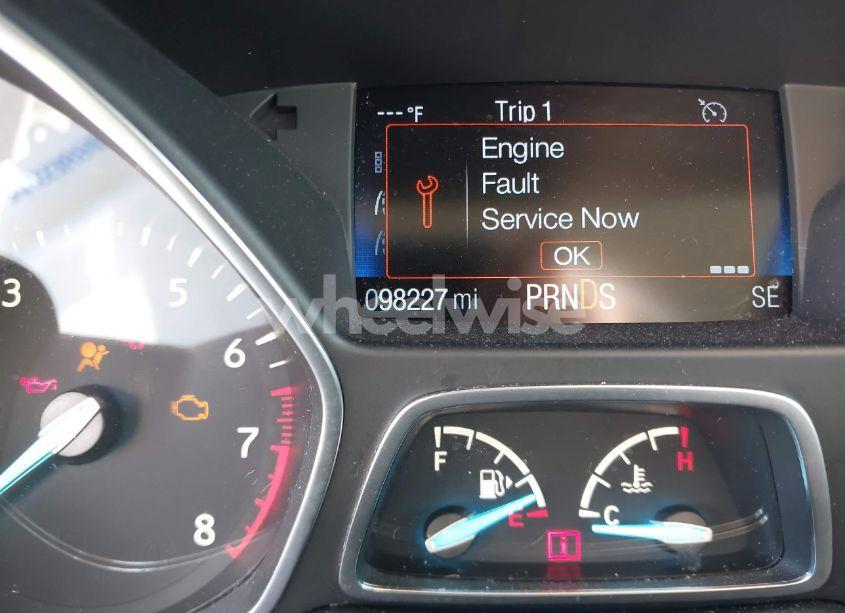 ---°F Trip 1
Engine
Fault
Service Now
OK
098227 mi PRNDS SE
wheelwise
3
5
6
7
8
F
E
H
C
i